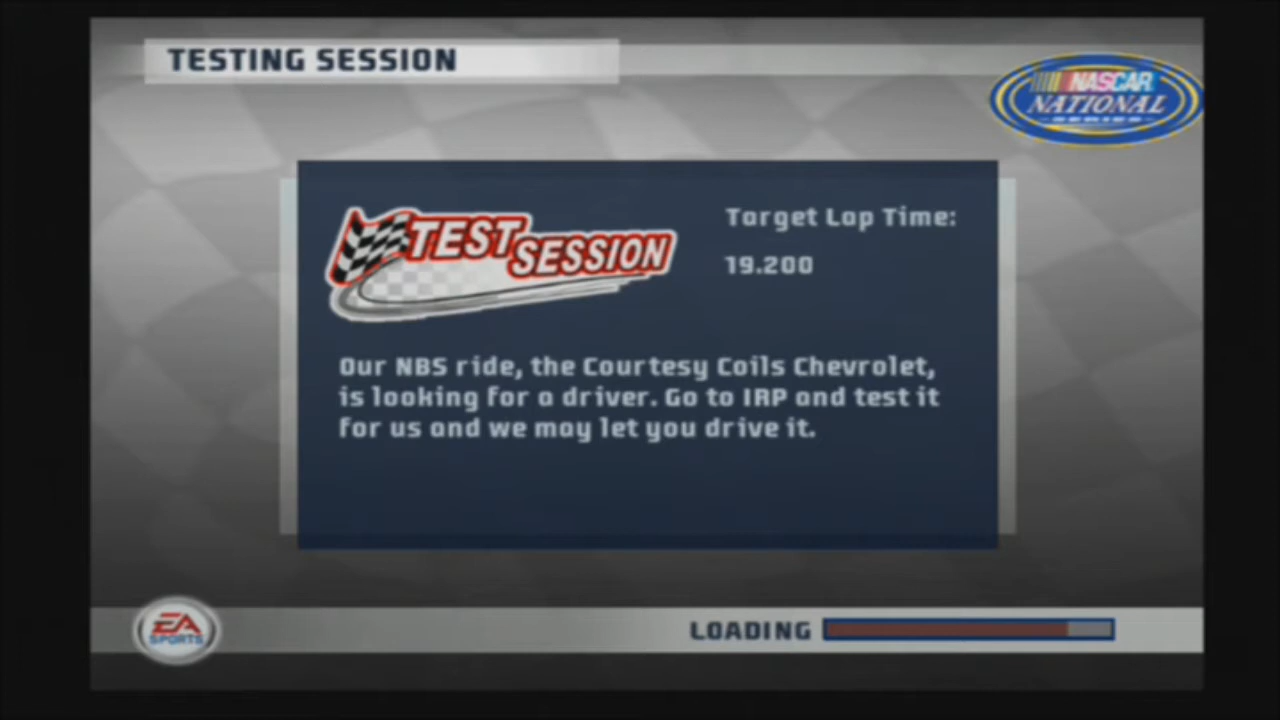 TESTING SESSION
NASCAR
NATIONAL
SERIES
TEST
SESSION
Target Lap Time:
19.200
Our NBS ride, the Courtesy Coils Chevrolet,
is looking for a driver. Go to IRP and test it
for us and we may let you drive it.
EA
SPORTS
LOADING